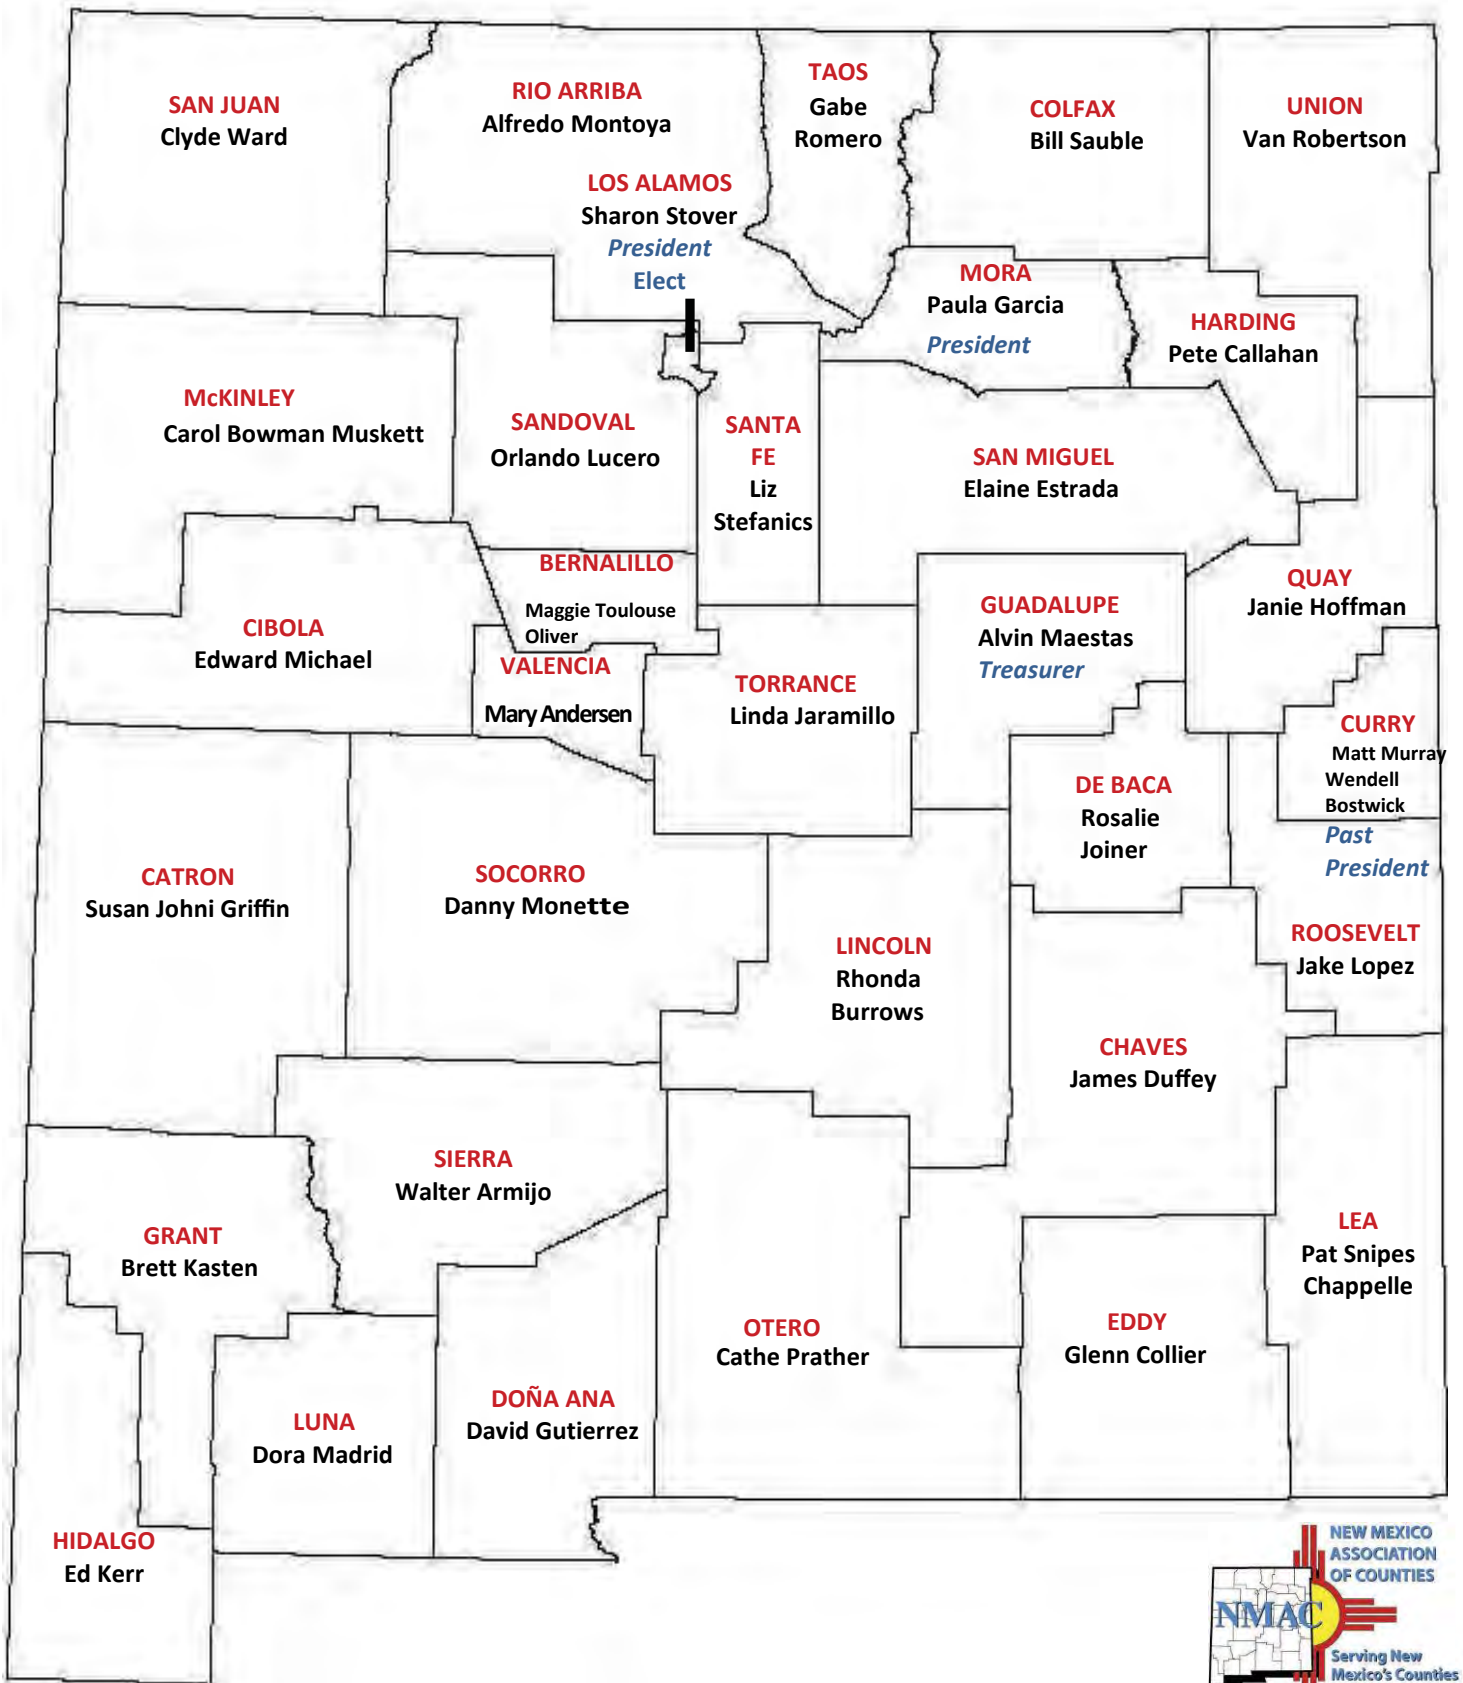 SAN JUAN
Clyde Ward
RIO ARRIBA
Alfredo Montoya
TAOS
Gabe
Romero
COLFAX
Bill Sauble
UNION
Van Robertson
LOS ALAMOS
Sharon Stover
President
Elect
MORA
Paula Garcia
President
HARDING
Pete Callahan
McKINLEY
Carol Bowman Muskett
SANDOVAL
Orlando Lucero
SANTA
FE
Liz
Stefanics
SAN MIGUEL
Elaine Estrada
BERNALILLO
Maggie Toulouse
Oliver
CIBOLA
Edward Michael
VALENCIA
Mary Andersen
TORRANCE
Linda Jaramillo
GUADALUPE
Alvin Maestas
Treasurer
QUAY
Janie Hoffman
CURRY
Matt Murray
Wendell
Bostwick
Past
President
DE BACA
Rosalie
Joiner
CATRON
Susan Johni Griffin
SOCORRO
Danny Monette
LINCOLN
Rhonda
Burrows
ROOSEVELT
Jake Lopez
CHAVES
James Duffey
SIERRA
Walter Armijo
GRANT
Brett Kasten
LEA
Pat Snipes
Chappelle
OTERO
Cathe Prather
EDDY
Glenn Collier
LUNA
Dora Madrid
DOÑA ANA
David Gutierrez
HIDALGO
Ed Kerr
NEW MEXICO
ASSOCIATION
OF COUNTIES
NMAC
Serving New
Mexico's Counties